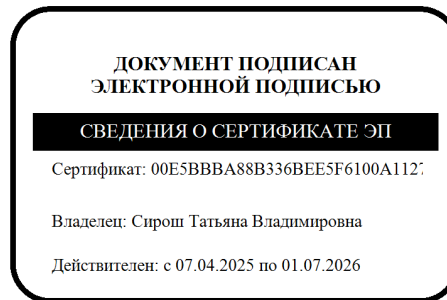 ДОКУМЕНТ ПОДПИСАН
ЭЛЕКТРОННОЙ ПОДПИСЬЮ
СВЕДЕНИЯ О СЕРТИФИКАТЕ ЭП
Сертификат: 00E5BBBA88B336BEE5F6100A1127
Владелец: Сирош Татьяна Владимировна
Действителен: с 07.04.2025 по 01.07.2026